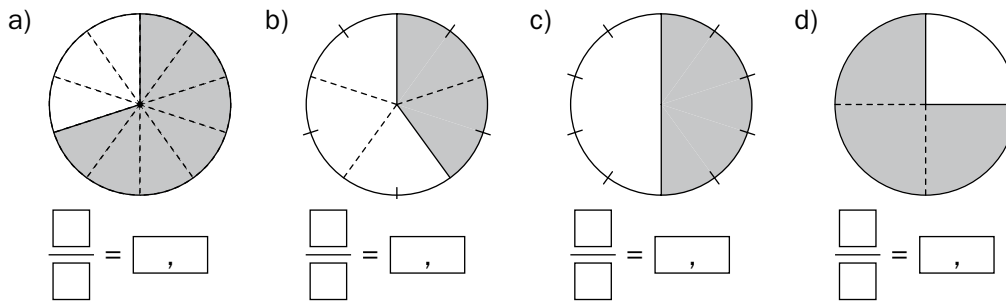 a) b) c) d)
= , = , = , = ,